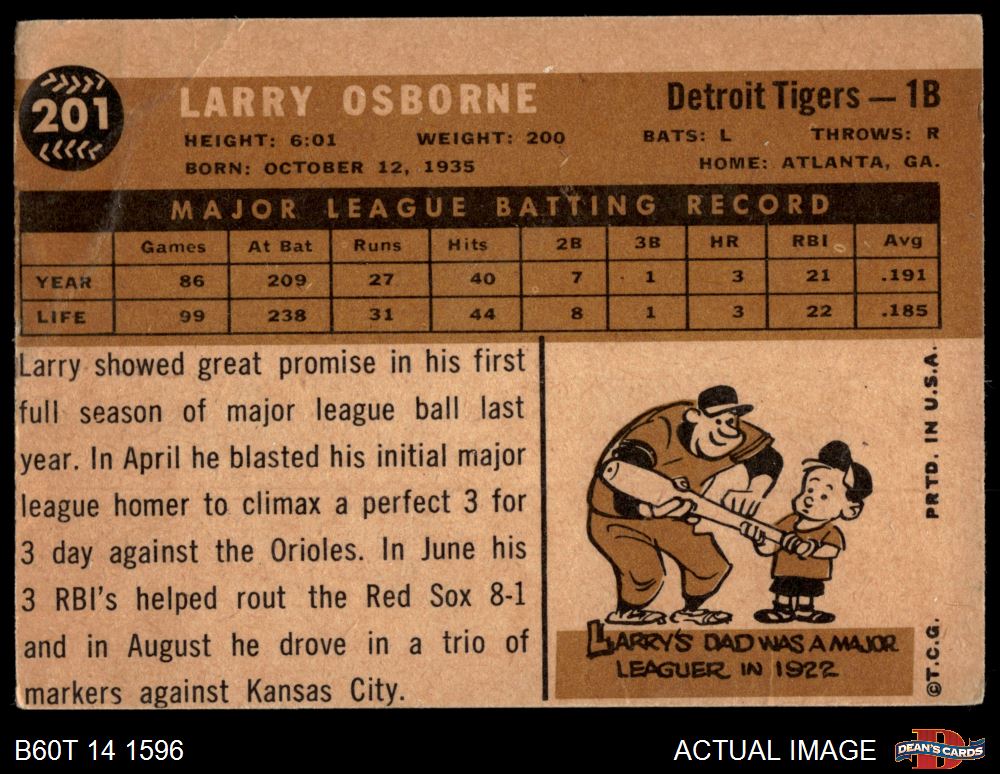 201
LARRY OSBORNE
Detroit Tigers — 1B
HEIGHT: 6:01 WEIGHT: 200 BATS: L THROWS: R
BORN: OCTOBER 12, 1935 HOME: ATLANTA, GA.
MAJOR LEAGUE BATTING RECORD
Games At Bat Runs Hits 2B 3B HR RBI Avg
YEAR 86 209 27 40 7 1 3 21 .191
LIFE 99 238 31 44 8 1 3 22 .185
Larry showed great promise in his first
full season of major league ball last
year. In April he blasted his initial major
league homer to climax a perfect 3 for
3 day against the Orioles. In June his
3 RBI's helped rout the Red Sox 8-1
and in August he drove in a trio of
markers against Kansas City.
LARRY'S DAD WAS A MAJOR
LEAGUER IN 1922
©T.C.G. PRTD. IN U.S.A.
B60T 14 1596
ACTUAL IMAGE
D
DEAN'S CARDS